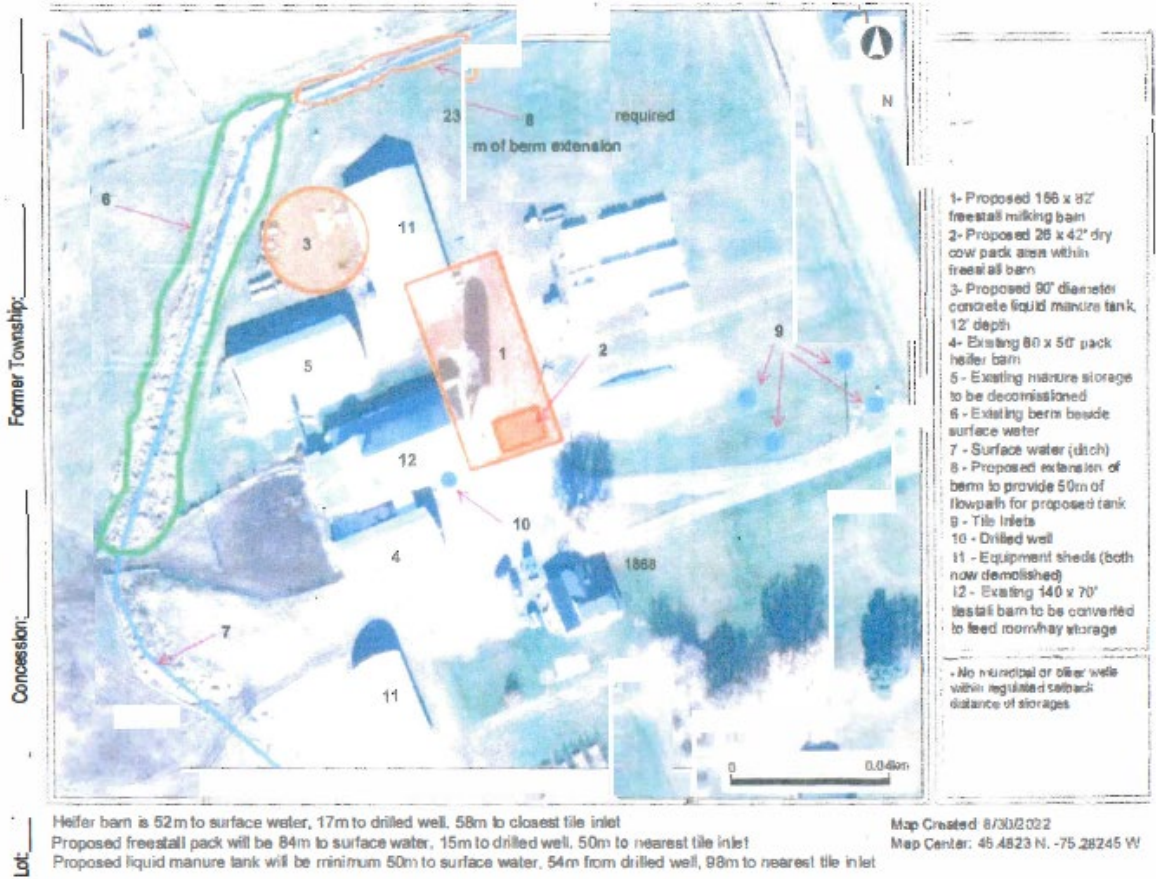 N
23 8 required
m of berm extension
6
3
11
1
2
9
5
12
10
4
1868
7
11
0 0.04km
Former Township:
Concession:
Lot:
1- Proposed 156 x 82'
freestall milking barn
2- Proposed 26 x 42' dry
cow pack area within
freestall barn
3- Proposed 90' diameter
concrete liquid manure tank,
12' depth
4- Existing 80 x 50' pack
heifer barn
5 - Existing manure storage
to be decomissioned
6 - Existing berm beside
surface water
7 - Surface water (ditch)
8 - Proposed extension of
berm to provide 50m of
flowpath for proposed tank
9 - Tile Inlets
10 - Drilled well
11 - Equipment sheds (both
now demolished)
12 - Existing 140 x 70'
barn to be converted
to feed room/hay storage
- No municipal or other wells
within regulated setback
distance of storages
Heifer barn is 52m to surface water, 17m to drilled well, 58m to closest tile inlet
Proposed freestall pack will be 84m to surface water, 15m to drilled well, 50m to nearest tile inlet
Proposed liquid manure tank will be minimum 50m to surface water, 54m from drilled well, 98m to nearest tile inlet
Map Created: 8/30/2022
Map Center: 45.4823 N, -75.28245 W